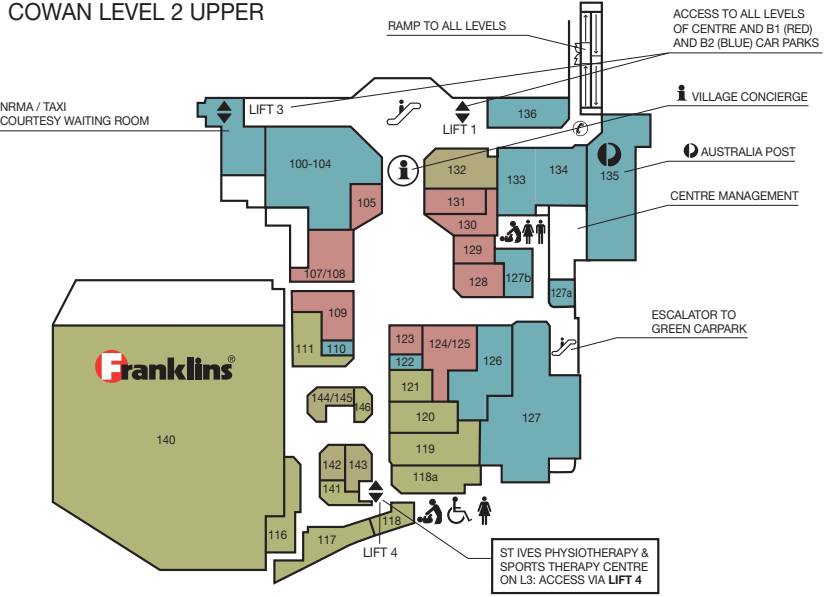 COWAN LEVEL 2 UPPER
RAMP TO ALL LEVELS
ACCESS TO ALL LEVELS
OF CENTRE AND B1 (RED)
AND B2 (BLUE) CAR PARKS
NRMA / TAXI
COURTESY WAITING ROOM
LIFT 3
LIFT 1
136
VILLAGE CONCIERGE
AUSTRALIA POST
CENTRE MANAGEMENT
100-104
105
107/108
132
131
130
129
128
133
134
135
127b
127a
ESCALATOR TO
GREEN CARPARK
109
110
111
Franklins®
140
123
122
124/125
126
127
121
120
119
118a
144/145
146
142
143
141
116
117
118
LIFT 4
ST IVES PHYSIOTHERAPY &
SPORTS THERAPY CENTRE
ON L3: ACCESS VIA LIFT 4